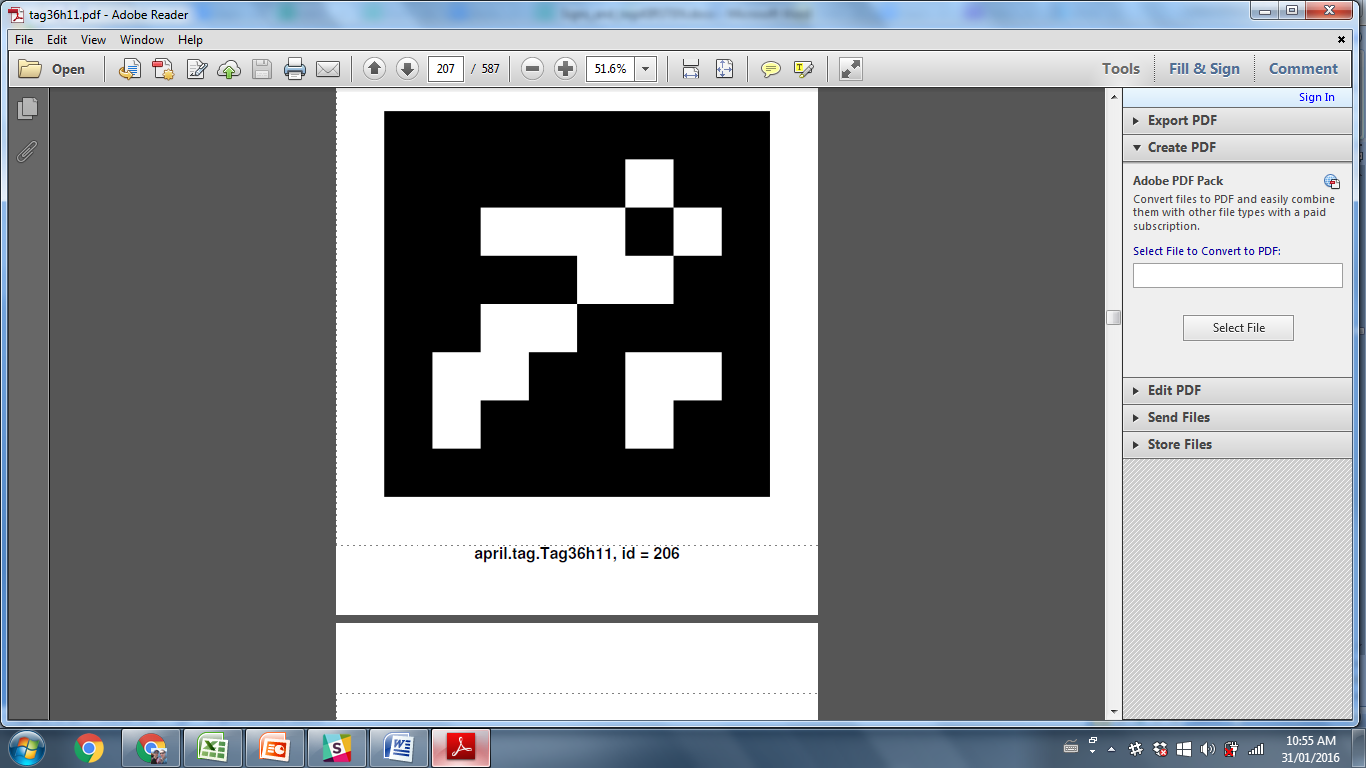 tag36h11.pdf - Adobe Reader
File Edit View Window Help
Open 207 / 587 51.6% Tools Fill & Sign Comment
Sign In
Export PDF
Create PDF
Adobe PDF Pack
Convert files to PDF and easily combine
them with other file types with a paid
subscription.
Select File to Convert to PDF:
Select File
Edit PDF
Send Files
Store Files
april.tag.Tag36h11, id = 206
10:55 AM
31/01/2016